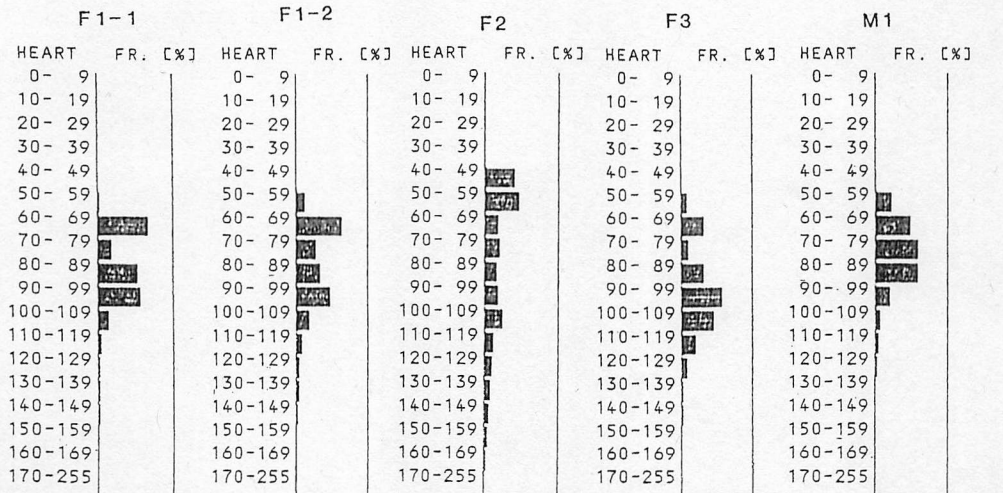 F1-1 F1-2 F2 F3 M1
HEART FR. [%] HEART FR. [%] HEART FR. [%] HEART FR. [%] HEART FR. [%]
0- 9 0- 9 0- 9 0- 9 0- 9
10- 19 10- 19 10- 19 10- 19 10- 19
20- 29 20- 29 20- 29 20- 29 20- 29
30- 39 30- 39 30- 39 30- 39 30- 39
40- 49 40- 49 40- 49 40- 49 40- 49
50- 59 50- 59 50- 59 50- 59 50- 59
60- 69 60- 69 60- 69 60- 69 60- 69
70- 79 70- 79 70- 79 70- 79 70- 79
80- 89 80- 89 80- 89 80- 89 80- 89
90- 99 90- 99 90- 99 90- 99 90- 99
100-109 100-109 100-109 100-109 100-109
110-119 110-119 110-119 110-119 110-119
120-129 120-129 120-129 120-129 120-129
130-139 130-139 130-139 130-139 130-139
140-149 140-149 140-149 140-149 140-149
150-159 150-159 150-159 150-159 150-159
160-169 160-169 160-169 160-169 160-169
170-255 170-255 170-255 170-255 170-255